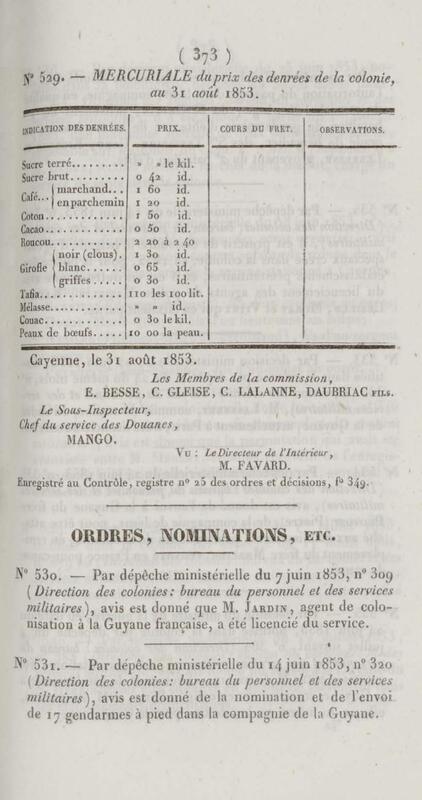 ( 373 )
N° 529. — MERCURIALE du prix des denrées de la colonie,
au 31 août 1853.
INDICATION DES DENRÉES. PRIX. COURS DU FRET. OBSERVATIONS.
Sucre terré......... » » le kil.
Sucre brut......... 0 42 id.
Café... { marchand... 1 60 id.
{ en parchemin 1 20 id.
Coton............. 1 50 id.
Cacao............. 0 50 id.
Roucou............ 2 20 à 2 40
Girofle { noir (clous). 1 30 id.
{ blanc...... 0 65 id.
{ griffes..... 0 30 id.
Tafia.............. 110 les 100 lit.
Mélasse............ » » id.
Couac............. 0 30 le kil.
Peaux de bœufs..... 10 00 la peau.
Cayenne, le 31 août 1853.
Les Membres de la commission,
E. BESSE, C. GLEISE, C. LALANNE, DAUBRIAC FILS.
Le Sous-Inspecteur,
Chef du service des Douanes,
MANGO.
VU : Le Directeur de l'Intérieur,
M. FAVARD.
Enregistré au Contrôle, registre n° 25 des ordres et décisions, f° 349.
ORDRES, NOMINATIONS, ETC.
N° 530. — Par dépêche ministérielle du 7 juin 1853, n° 309
(Direction des colonies: bureau du personnel et des services
militaires), avis est donné que M. JARDIN, agent de colo-
nisation à la Guyane française, a été licencié du service.
N° 531. — Par dépêche ministérielle du 14 juin 1853, n° 320
(Direction des colonies: bureau du personnel et des services
militaires), avis est donné de la nomination et de l'envoi
de 17 gendarmes à pied dans la compagnie de la Guyane.